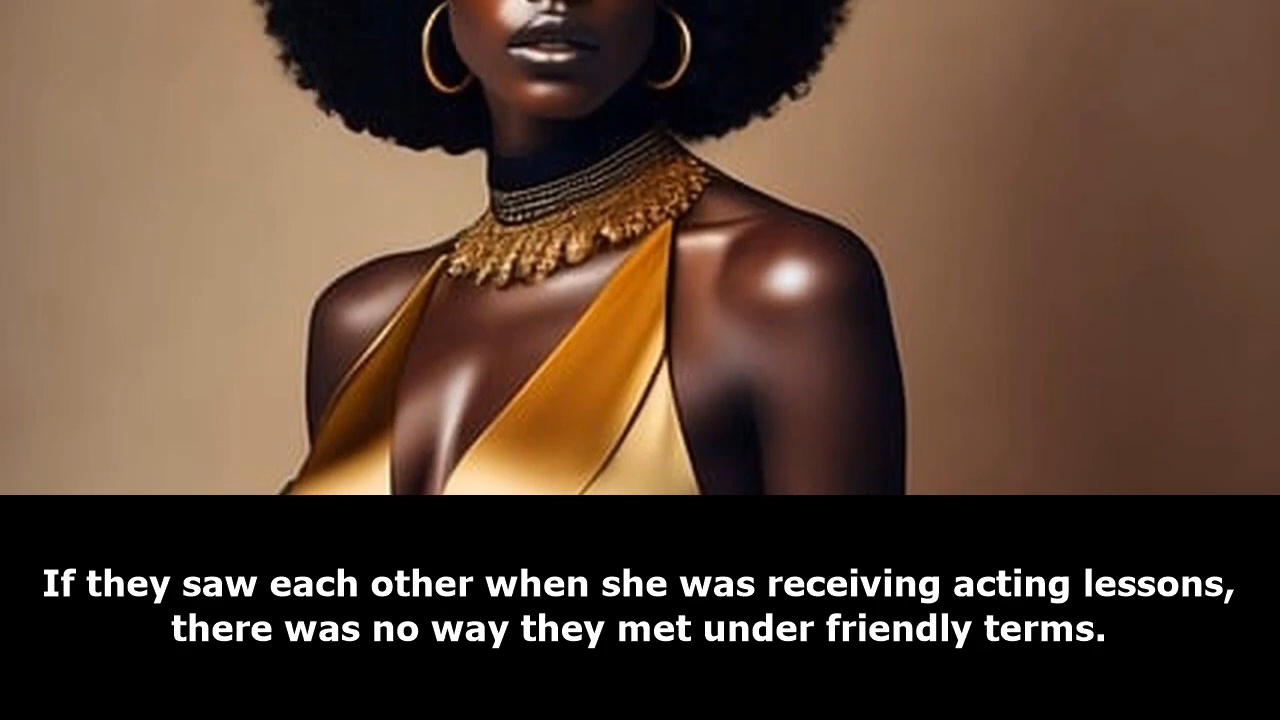 If they saw each other when she was receiving acting lessons,
there was no way they met under friendly terms.